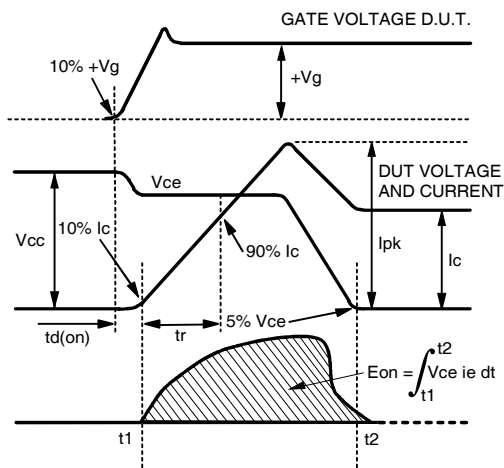 GATE VOLTAGE D.U.T.
10% +Vg
+Vg
Vce
DUT VOLTAGE
AND CURRENT
Vcc
10% Ic
90% Ic
Ipk
Ic
td(on)
tr
5% Vce
Eon = ∫ Vce ie dt
t2
t1
t1
t2